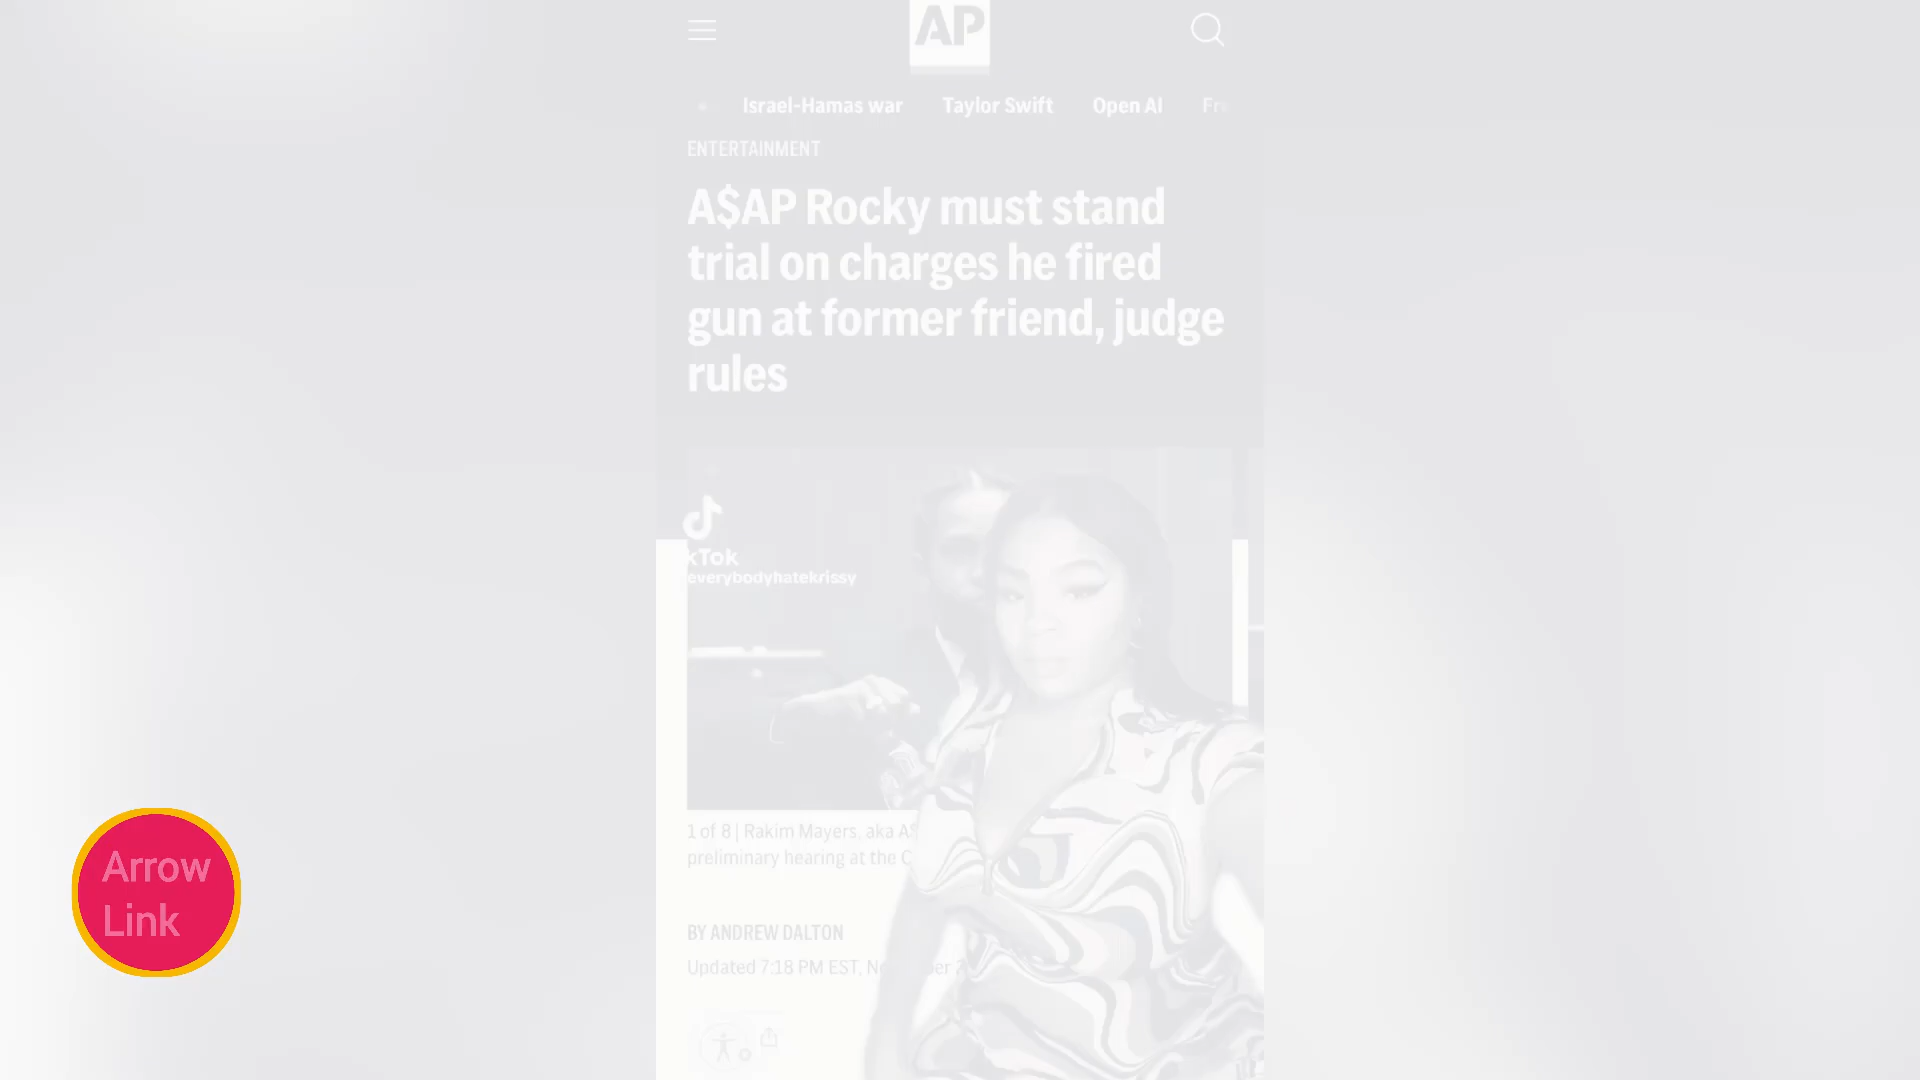 AP
Israel-Hamas war Taylor Swift Open AI
ENTERTAINMENT
A$AP Rocky must stand
trial on charges he fired
gun at former friend, judge
rules
kTok
everybodyhatekrissy
1 of 8 | Rakim Mayers, aka
preliminary hearing at the
BY ANDREW DALTON
Updated 7:18 PM EST,
Arrow
Link